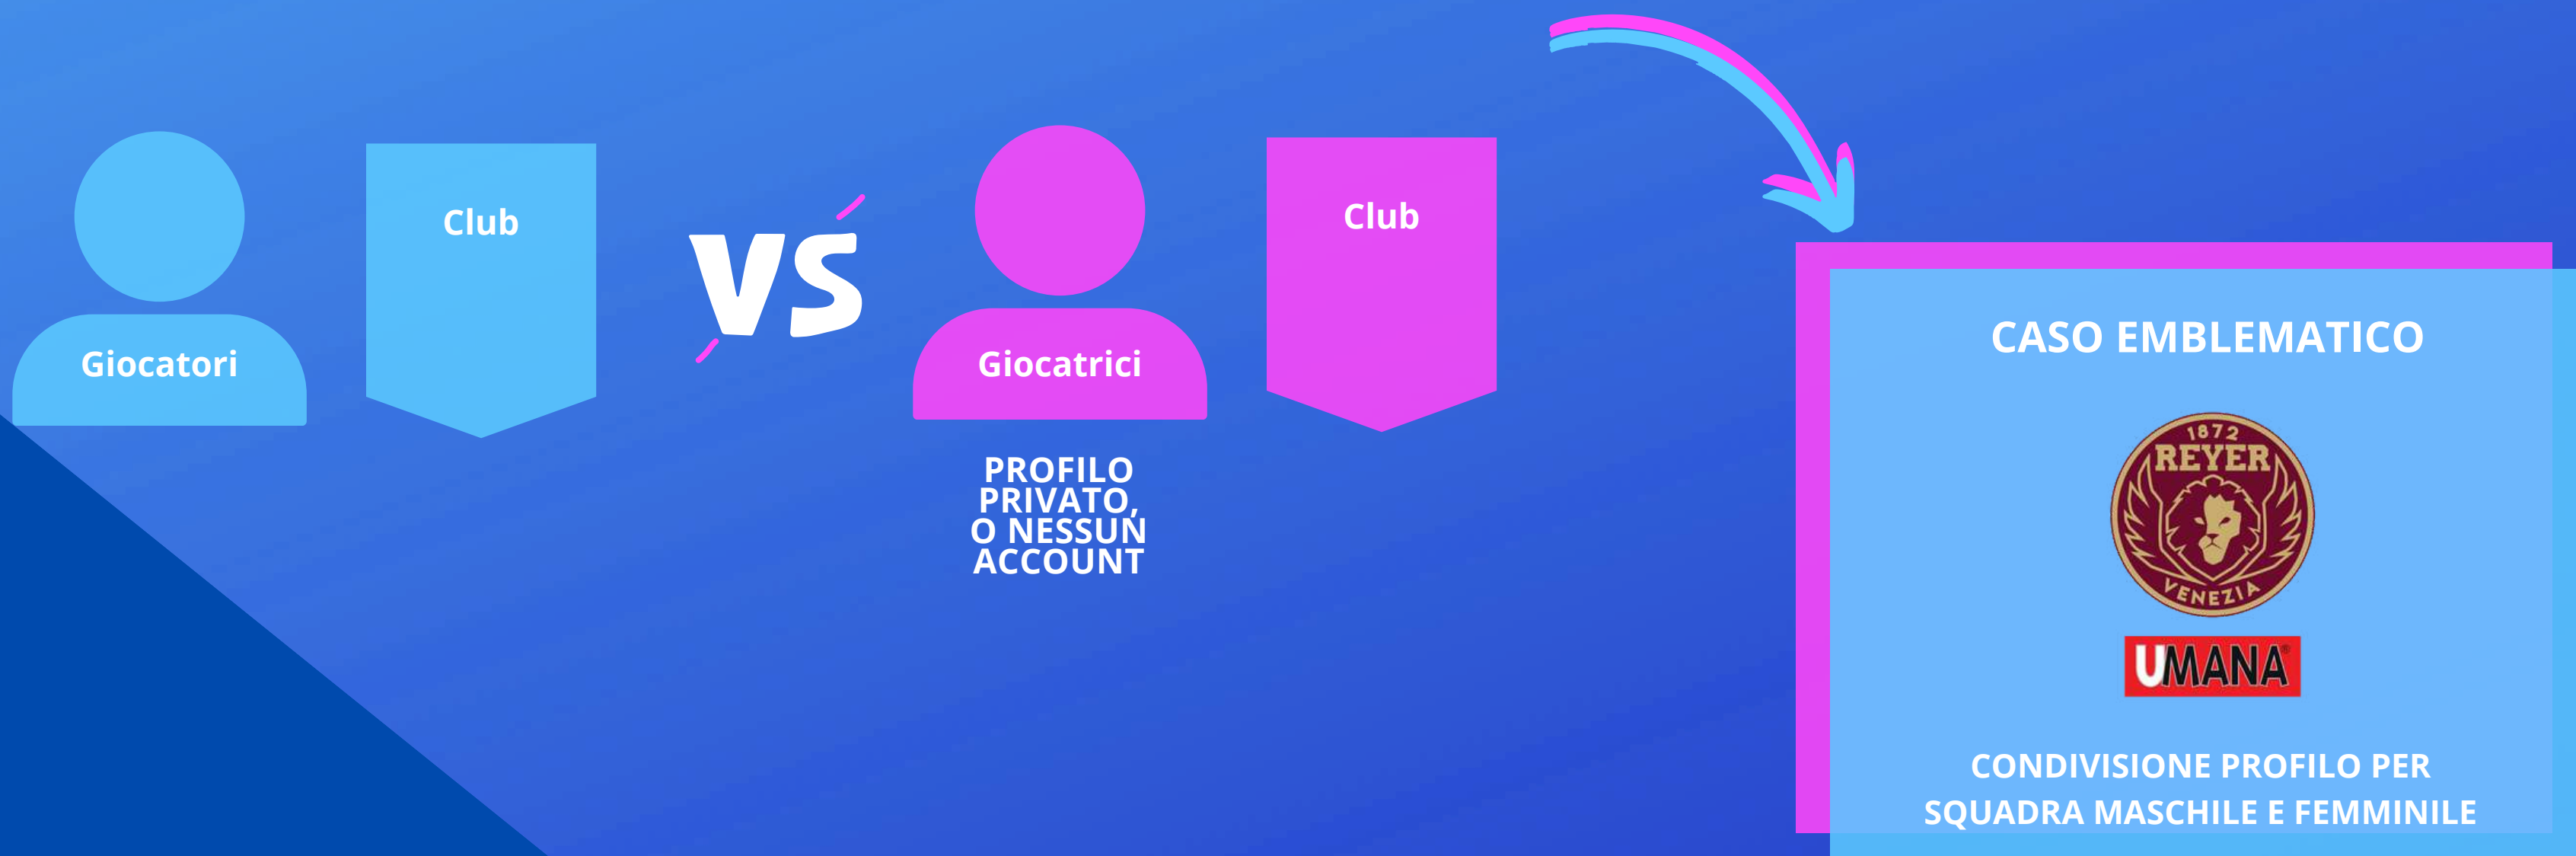 Giocatori
Club
VS
Giocatrici
Club
PROFILO
PRIVATO,
O NESSUN
ACCOUNT
CASO EMBLEMATICO
1872
REYER
VENEZIA
UMANA®
CONDIVISIONE PROFILO PER
SQUADRA MASCHILE E FEMMINILE